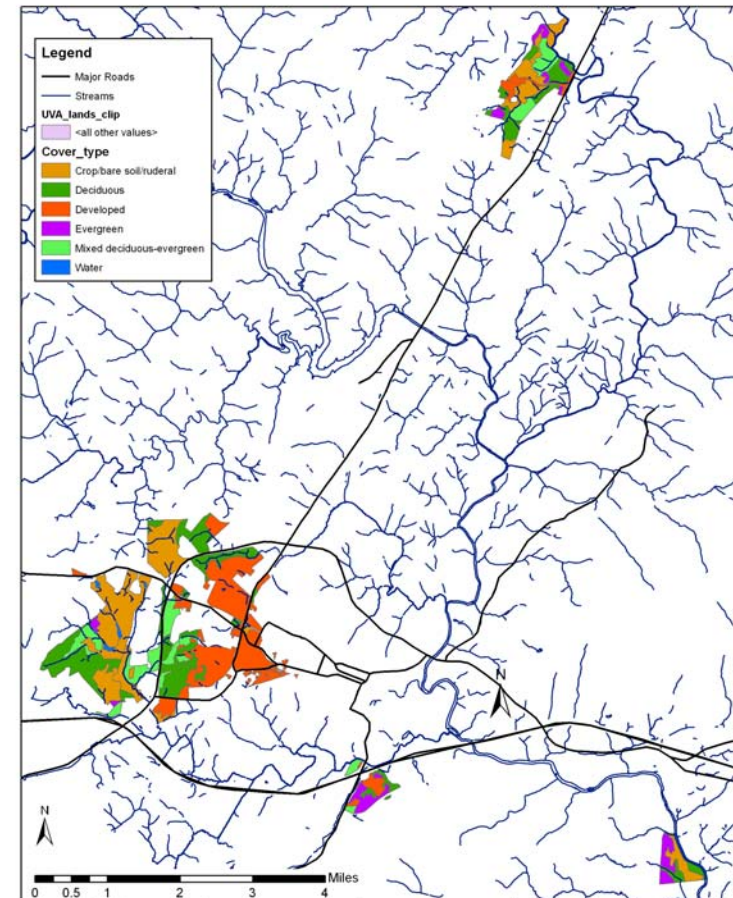 Legend
Major Roads
Streams
UVA_lands_clip
<all other values>
Cover_type
Crop/bare soil/ruderal
Deciduous
Developed
Evergreen
Mixed deciduous-evergreen
Water
N
N
Miles
0 0.5 1 2 3 4